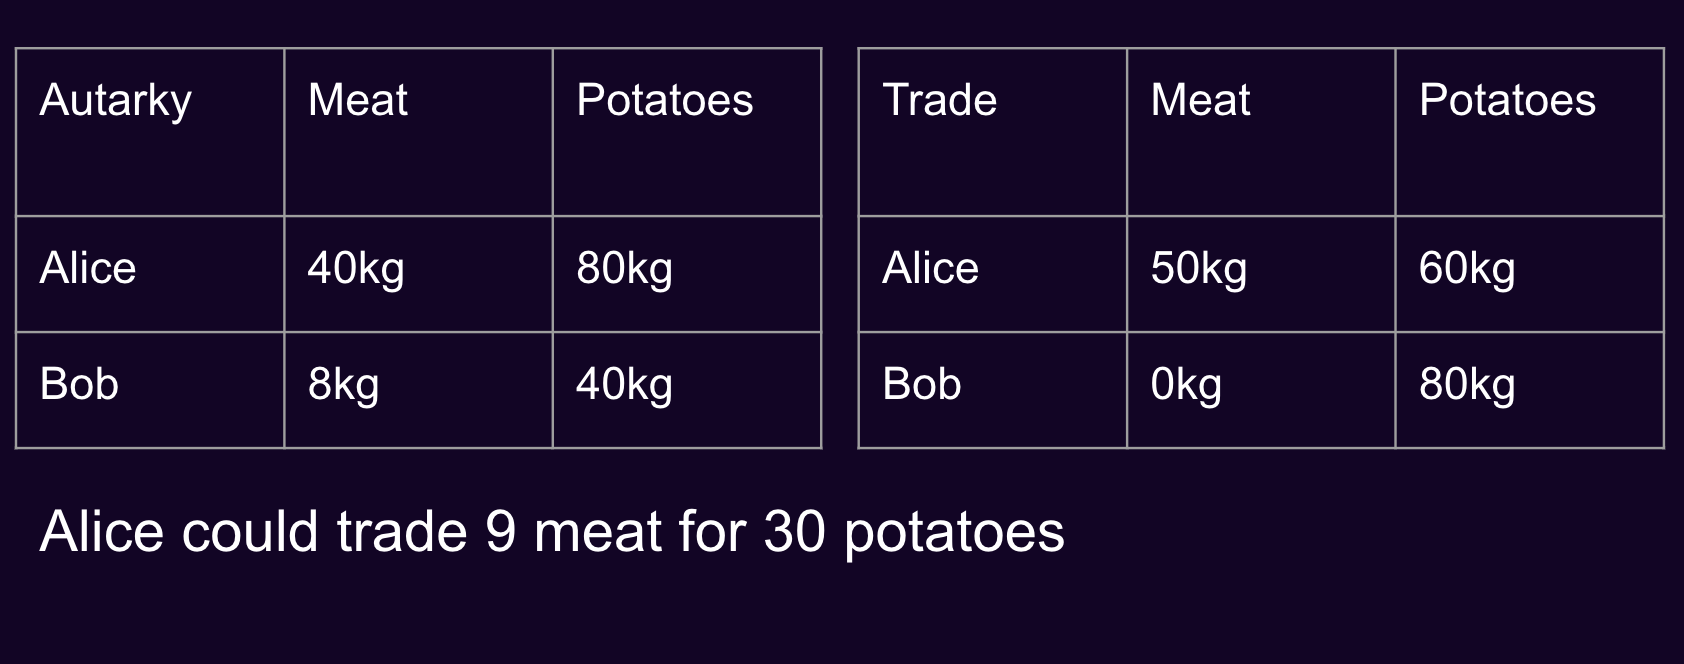 Autarky Meat Potatoes Trade Meat Potatoes
Alice 40kg 80kg Alice 50kg 60kg
Bob 8kg 40kg Bob 0kg 80kg
Alice could trade 9 meat for 30 potatoes